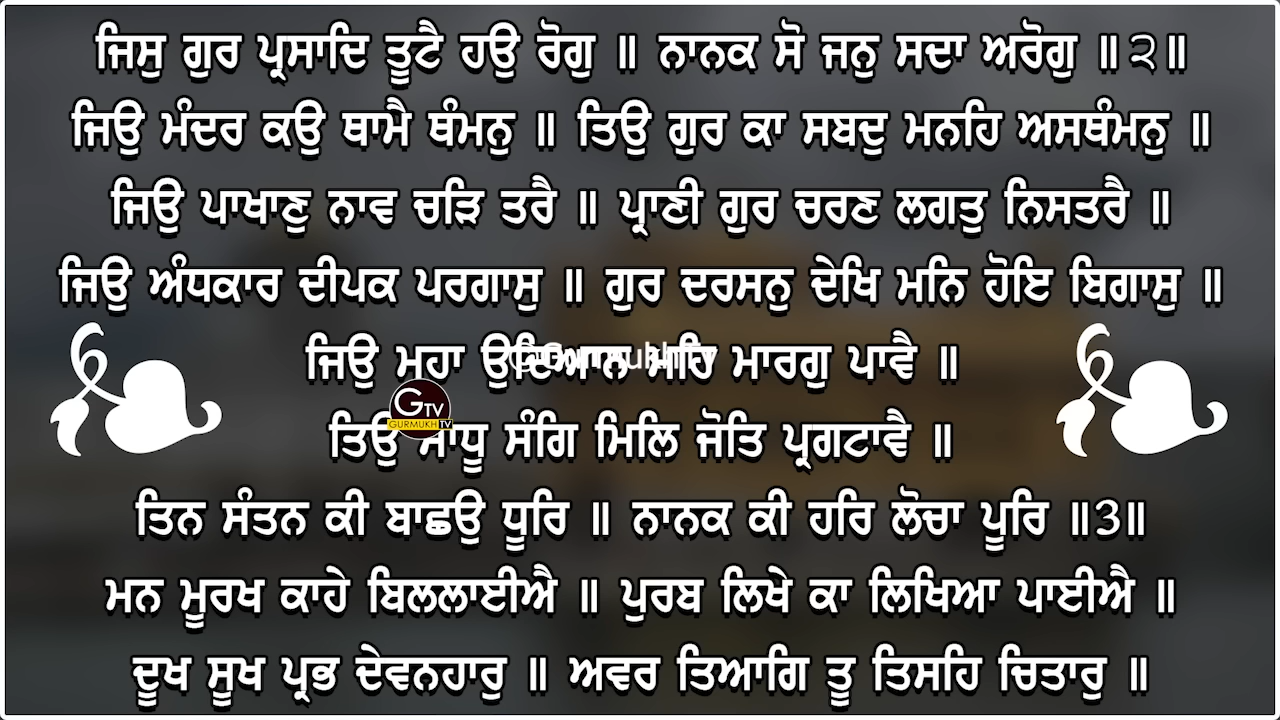 ਜਿਸੁ ਗੁਰ ਪ੍ਰਸਾਦਿ ਤੂਟੈ ਹਉ ਰੋਗੁ ॥ ਨਾਨਕ ਸੋ ਜਨੁ ਸਦਾ ਅਰੋਗੁ ॥੨॥
ਜਿਉ ਮੰਦਰ ਕਉ ਥਾਮੈ ਥੰਮਨੁ ॥ ਤਿਉ ਗੁਰ ਕਾ ਸਬਦੁ ਮਨਹਿ ਅਸਥੰਮਨੁ ॥
ਜਿਉ ਪਾਖਾਣੁ ਨਾਵ ਚੜਿ ਤਰੈ ॥ ਪ੍ਰਾਣੀ ਗੁਰ ਚਰਣ ਲਗਤੁ ਨਿਸਤਰੈ ॥
ਜਿਉ ਅੰਧਕਾਰ ਦੀਪਕ ਪਰਗਾਸੁ ॥ ਗੁਰ ਦਰਸਨੁ ਦੇਖਿ ਮਨਿ ਹੋਇ ਬਿਗਾਸੁ ॥
ਜਿਉ ਮਹਾ ਉਦਿਆਨ ਮਹਿ ਮਾਰਗੁ ਪਾਵੈ ॥
@GurmukhTv
GTV
GURMUKH TV
ਤਿਉ ਸਾਧੂ ਸੰਗਿ ਮਿਲਿ ਜੋਤਿ ਪ੍ਰਗਟਾਵੈ ॥
ਤਿਨ ਸੰਤਨ ਕੀ ਬਾਛਉ ਧੂਰਿ ॥ ਨਾਨਕ ਕੀ ਹਰਿ ਲੋਚਾ ਪੂਰਿ ॥3॥
ਮਨ ਮੂਰਖ ਕਾਹੇ ਬਿਲਲਾਈਐ ॥ ਪੁਰਬ ਲਿਖੇ ਕਾ ਲਿਖਿਆ ਪਾਈਐ ॥
ਦੂਖ ਸੂਖ ਪ੍ਰਭ ਦੇਵਨਹਾਰੁ ॥ ਅਵਰ ਤਿਆਗਿ ਤੂ ਤਿਸਹਿ ਚਿਤਾਰੁ ॥